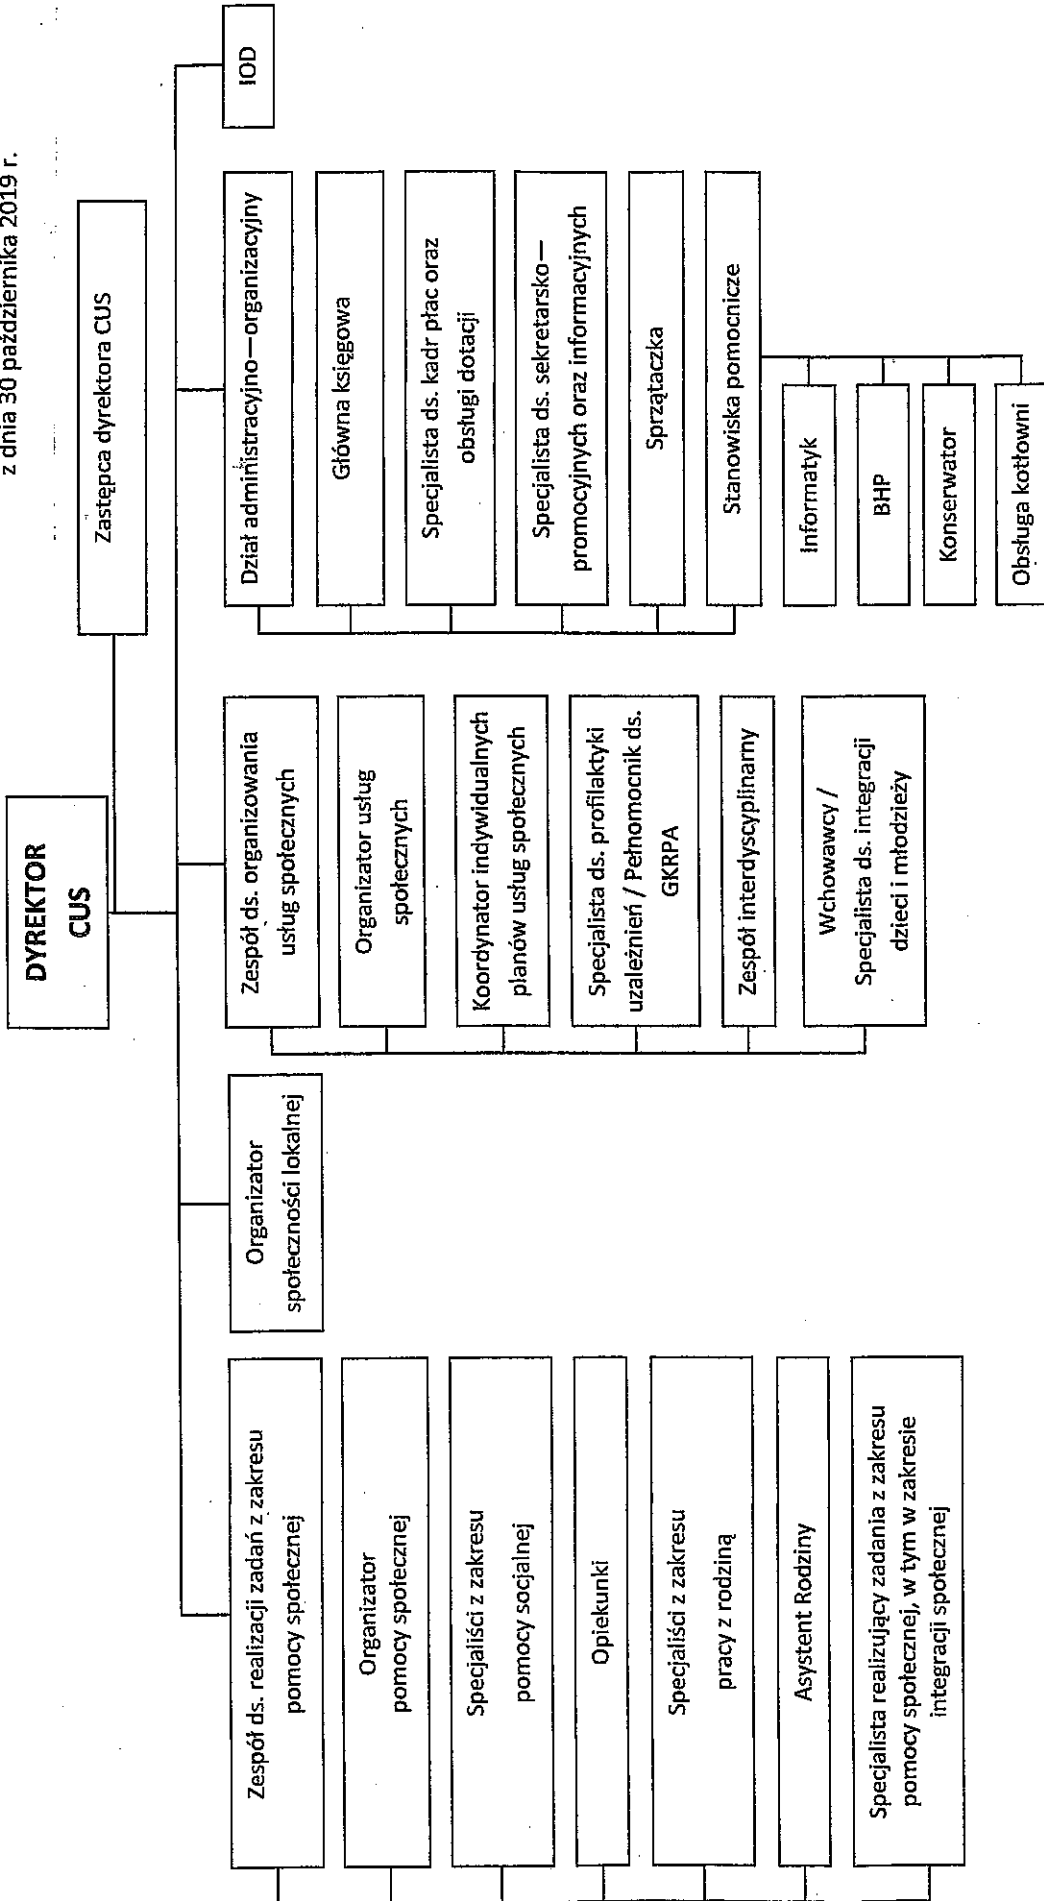 z dnia 30 października 2019 r.
DYREKTOR
CUS
Zastępca dyrektora CUS
Zespół ds. realizacji zadań z zakresu
pomocy społecznej
Organizator
pomocy społecznej
Specjaliści z zakresu
pomocy socjalnej
Opiekunki
Specjaliści z zakresu
pracy z rodziną
Asystent Rodziny
Specjalista realizujący zadania z zakresu
pomocy społecznej, w tym w zakresie
integracji społecznej
Organizator
społeczności lokalnej
Zespół ds. organizowania
usług społecznych
Organizator usług
społecznych
Koordynator indywidualnych
planów usług społecznych
Specjalista ds. profilaktyki
uzależnień / Pełnomocnik ds.
GKRPA
Zespół interdyscyplinarny
Wchowawcy /
Specjalista ds. integracji
dzieci i młodzieży
Dział administracyjno—organizacyjny
Główna księgowa
Specjalista ds. kadr płac oraz
obsługi dotacji
Specjalista ds. sekretarsko—
promocyjnych oraz informacyjnych
Sprzątaczka
Stanowiska pomocnicze
Informatyk
BHP
Konserwator
Obsługa kotłowni
IOD